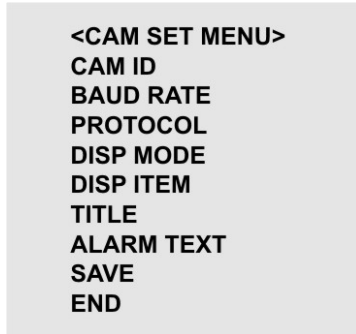 <CAM SET MENU>
CAM ID
BAUD RATE
PROTOCOL
DISP MODE
DISP ITEM
TITLE
ALARM TEXT
SAVE
END